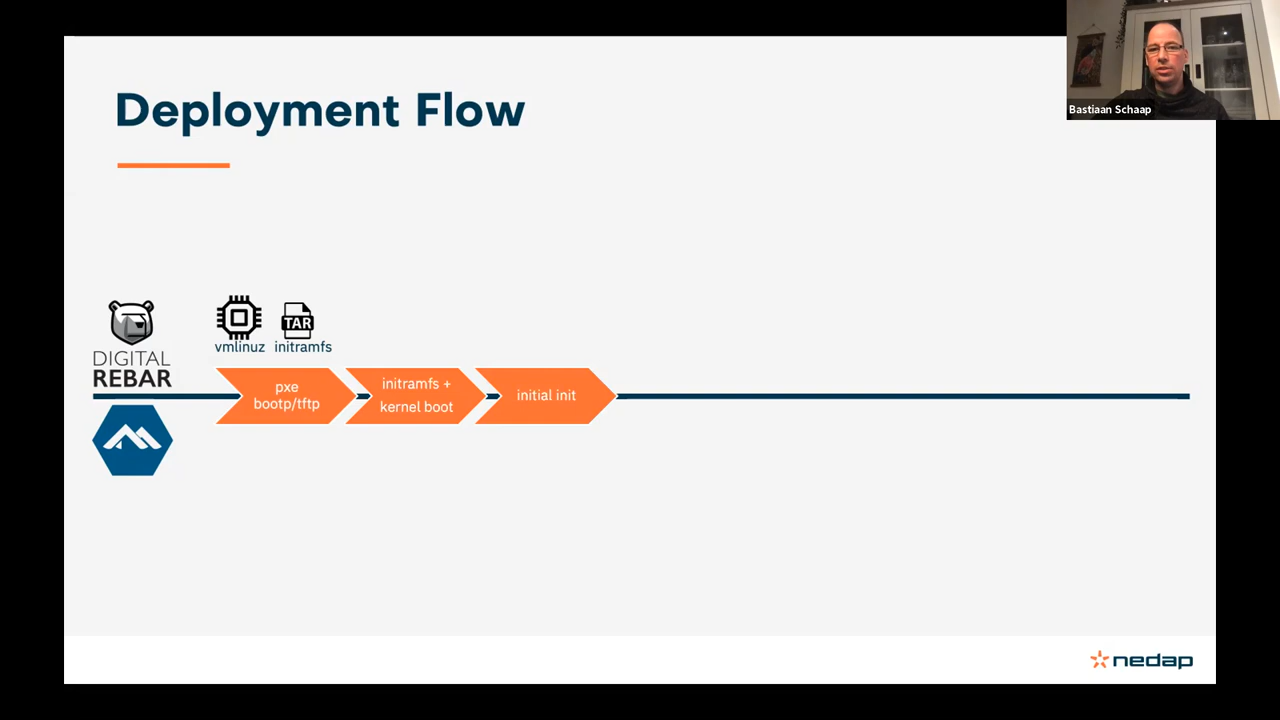 Deployment Flow
Bastiaan Schaap
DIGITAL
REBAR
vmlinuz
TAR
initramfs
pxe
bootp/tftp
initramfs +
kernel boot
initial init
nedap